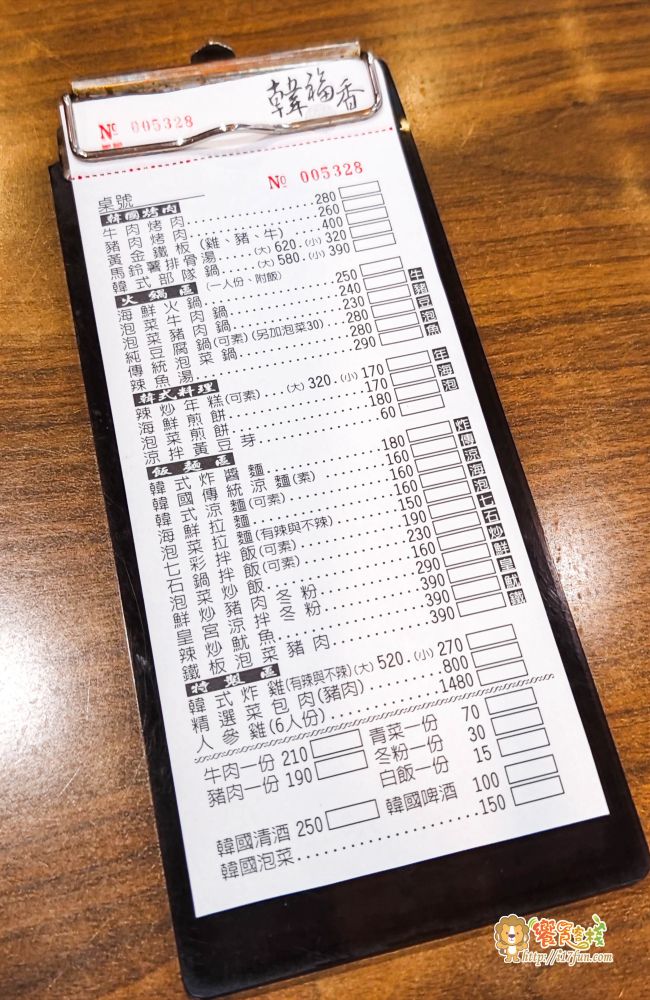 № 005328
韓福香
№ 005328
桌號
韓國烤肉
牛肉烤肉......280
豬肉烤肉......260
黃金鐵板(雞、豬、牛)......400
馬鈴薯排骨湯...(大)620.(小)320
韓式部隊鍋...(大)580.(小)390
火鍋區 (一人份、附飯)
海鮮火鍋......250
泡菜牛肉鍋......240 牛
泡菜豬肉鍋......230 豬
純豆腐鍋(可素)(另加泡菜30)...280 豆
傳統泡菜鍋......280 泡
辣魚湯......290 魚
韓式料理
辣炒年糕(可素)...(大)320.(小)170 年
海鮮煎餅......170 海
泡菜煎餅......180 泡
涼拌黃豆芽......60
飯麵區
韓式炸醬麵......180 炸
韓國傳統涼麵(素)......160 傳
韓式涼麵(可素)......160 涼
海鮮拉麵......160 海
泡菜拉麵(有辣與不辣)......150 泡
七彩拌飯(可素)......190 七
石鍋拌飯(可素)......230 石
泡菜炒飯......160 炒
鮮炒豬肉冬粉......290 鮮
皇宮涼拌冬粉......390 皇
辣炒魷魚......390 魷
鐵板泡菜豬肉......390 鐵
特製區
韓式炸雞(有辣與不辣)(大)520.(小)270
精選菜包肉(豬肉)......800
人參雞(6人份)......1480
牛肉一份 210 青菜一份 70
豬肉一份 190 冬粉一份 30
白飯一份 15
韓國清酒 250 韓國啤酒 100
韓國泡菜......150
饗食查棧
http://i17fun.com